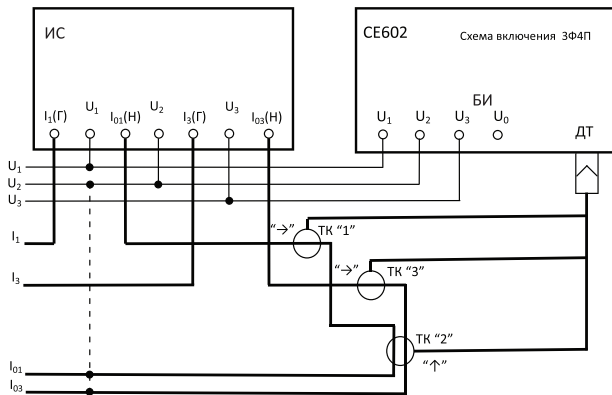 ИС
I₁(Г) U₁ I₀₁(Н) U₂ I₃(Г) U₃ I₀₃(Н)
CE602 Схема включения 3Ф4П
БИ
U₁ U₂ U₃ U₀
ДТ
U₁
U₂
U₃
I₁
I₃
I₀₁
I₀₃
"→" ТК "1"
"→" ТК "3"
ТК "2"
"↑"